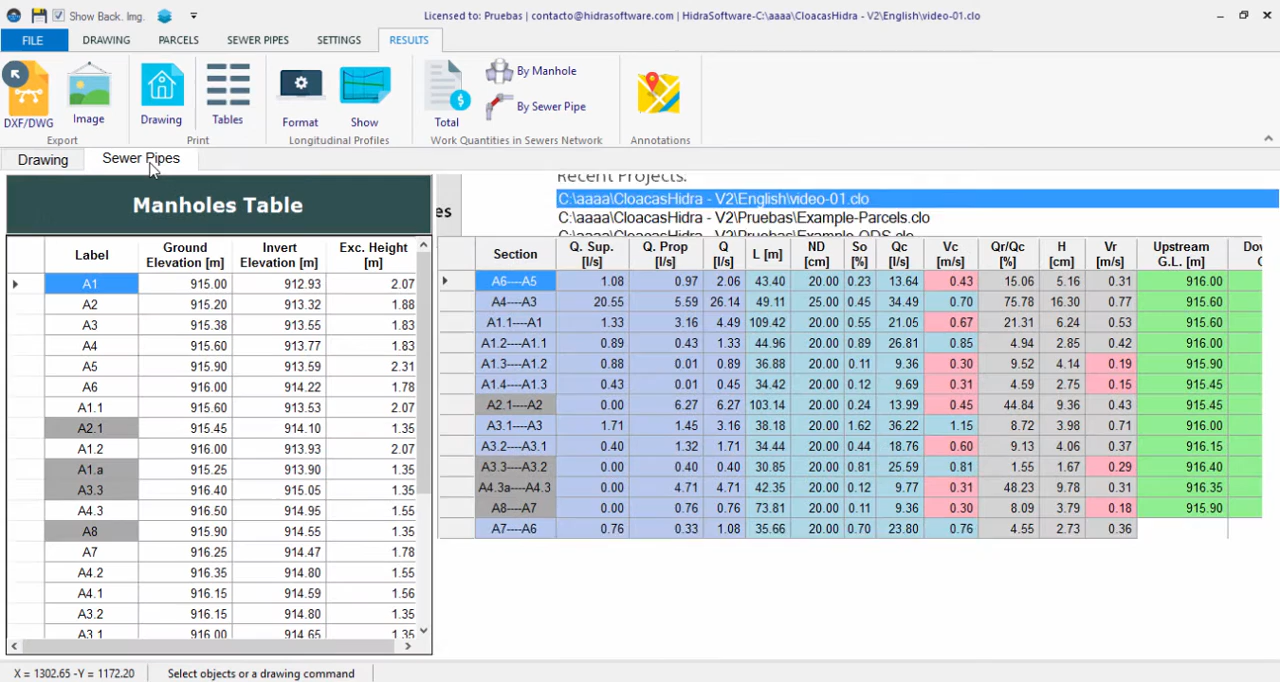 Show Back. Img.
Licensed to: Pruebas | contacto@hidrasoftware.com | HidraSoftware-C:\aaaa\CloacasHidra - V2\English\video-01.clo
FILE DRAWING PARCELS SEWER PIPES SETTINGS RESULTS
DXF/DWG Image Drawing Tables Format Show Total By Manhole
By Sewer Pipe
Export Print Longitudinal Profiles Work Quantities in Sewers Network Annotations
Drawing Sewer Pipes
Manholes Table
Label Ground Elevation [m] Invert Elevation [m] Exc. Height [m]
A1 915.00 912.93 2.07
A2 915.20 913.32 1.88
A3 915.38 913.55 1.83
A4 915.60 913.77 1.83
A5 915.90 913.59 2.31
A6 916.00 914.22 1.78
A1.1 915.60 913.53 2.07
A2.1 915.45 914.10 1.35
A1.2 916.00 913.93 2.07
A1.a 915.25 913.90 1.35
A3.3 916.40 915.05 1.35
A4.3 916.50 914.95 1.55
A8 915.90 914.55 1.35
A7 916.25 914.47 1.78
A4.2 916.35 914.80 1.55
A4.1 916.15 914.59 1.56
A3.2 916.15 914.80 1.35
A3.1 916.00 914.65 1.35
es
Recent Projects:
C:\aaaa\CloacasHidra - V2\English\video-01.clo
C:\aaaa\CloacasHidra - V2\Pruebas\Example-Parcels.clo
C:\aaaa\CloacasHidra - V2\Pruebas\Example-ODS.clo
Section Q. Sup. [l/s] Q. Prop [l/s] Q [l/s] L [m] ND [cm] So [%] Qc [l/s] Vc [m/s] Qr/Qc [%] H [cm] Vr [m/s] Upstream G.L. [m]
A6----A5 1.08 0.97 2.06 43.40 20.00 0.23 13.64 0.43 15.06 5.16 0.31 916.00
A4----A3 20.55 5.59 26.14 49.11 25.00 0.45 34.49 0.70 75.78 16.30 0.77 915.60
A1.1----A1 1.33 3.16 4.49 109.42 20.00 0.55 21.05 0.67 21.31 6.24 0.53 915.60
A1.2----A1.1 0.89 0.43 1.33 44.96 20.00 0.89 26.81 0.85 4.94 2.85 0.42 916.00
A1.3----A1.2 0.88 0.01 0.89 36.88 20.00 0.11 9.36 0.30 9.52 4.14 0.19 915.90
A1.4----A1.3 0.43 0.01 0.45 34.42 20.00 0.12 9.69 0.31 4.59 2.75 0.15 915.45
A2.1----A2 0.00 6.27 6.27 103.14 20.00 0.24 13.99 0.45 44.84 9.36 0.43 915.45
A3.1----A3 1.71 1.45 3.16 38.18 20.00 1.62 36.22 1.15 8.72 3.98 0.71 916.00
A3.2----A3.1 0.40 1.32 1.71 34.44 20.00 0.44 18.76 0.60 9.13 4.06 0.37 916.15
A3.3----A3.2 0.00 0.40 0.40 30.85 20.00 0.81 25.59 0.81 1.55 1.67 0.29 916.40
A4.3a----A4.3 0.00 4.71 4.71 42.35 20.00 0.12 9.77 0.31 48.23 9.78 0.31 916.35
A8----A7 0.00 0.76 0.76 73.81 20.00 0.11 9.36 0.30 8.09 3.79 0.18 915.90
A7----A6 0.76 0.33 1.08 35.66 20.00 0.70 23.80 0.76 4.55 2.73 0.36
X = 1302.65 -Y = 1172.20 Select objects or a drawing command